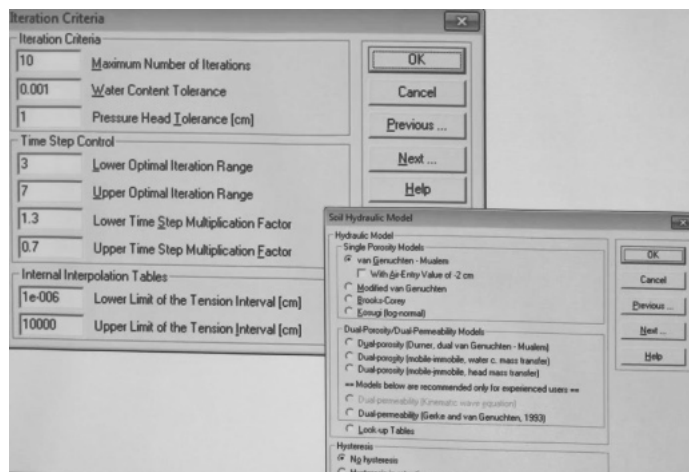 Iteration Criteria
Iteration Criteria
10 Maximum Number of Iterations
0.001 Water Content Tolerance
1 Pressure Head Tolerance [cm]
Time Step Control
3 Lower Optimal Iteration Range
7 Upper Optimal Iteration Range
1.3 Lower Time Step Multiplication Factor
0.7 Upper Time Step Multiplication Factor
Internal Interpolation Tables
1e-006 Lower Limit of the Tension Interval [cm]
10000 Upper Limit of the Tension Interval [cm]
OK
Cancel
Previous ...
Next ...
Help
Soil Hydraulic Model
Hydraulic Model
Single Porosity Models
van Genuchten - Mualem
With Air-Entry Value of -2 cm
Modified van Genuchten
Brooks-Corey
Kosugi (log-normal)
Dual-Porosity/Dual-Permeability Models
Dual-porosity (Durner, dual van Genuchten - Mualem)
Dual-porosity (mobile-immobile, water c. mass transfer)
Dual-porosity (mobile-immobile, head mass transfer)
== Models below are recommended only for experienced users ==
Dual-permeability (Kinematic wave equation)
Dual-permeability (Gerke and van Genuchten, 1993)
Look-up Tables
Hysteresis
No hysteresis
OK
Cancel
Previous ...
Next ...
Help